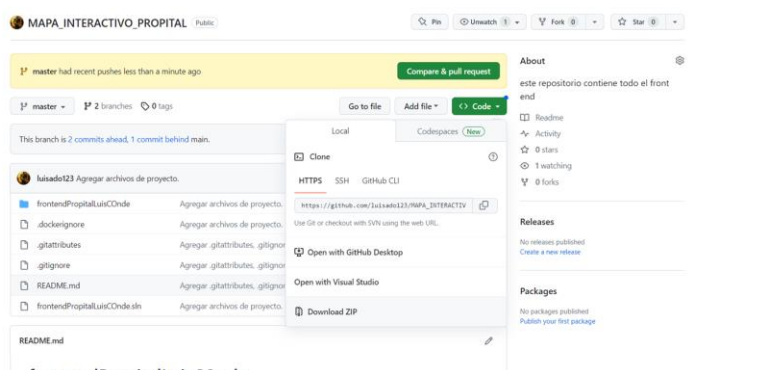 MAPA_INTERACTIVO_PROPITAL Public
Pin Unwatch 1 Fork 0 Star 0
master had recent pushes less than a minute ago
Compare & pull request
master 2 branches 0 tags
Go to file Add file <> Code
This branch is 2 commits ahead, 1 commit behind main.
luisado123 Agregar archivos de proyecto.
frontendPropitalLuisCOnde Agregar archivos de proyecto.
.dockerignore Agregar archivos de proyecto.
.gitattributes Agregar .gitattributes, .gitignor
.gitignore Agregar .gitattributes, .gitignor
README.md Agregar .gitattributes, .gitignor
frontendPropitalLuisCOnde.sln Agregar archivos de proyecto.
README.md
Local Codespaces New
Clone
HTTPS SSH GitHub CLI
https://github.com/luisado123/MAPA_INTERACTIV
Use Git or checkout with SVN using the web URL.
Open with GitHub Desktop
Open with Visual Studio
Download ZIP
About
este repositorio contiene todo el front
end
Readme
Activity
0 stars
1 watching
0 forks
Releases
No releases published
Create a new release
Packages
No packages published
Publish your first package